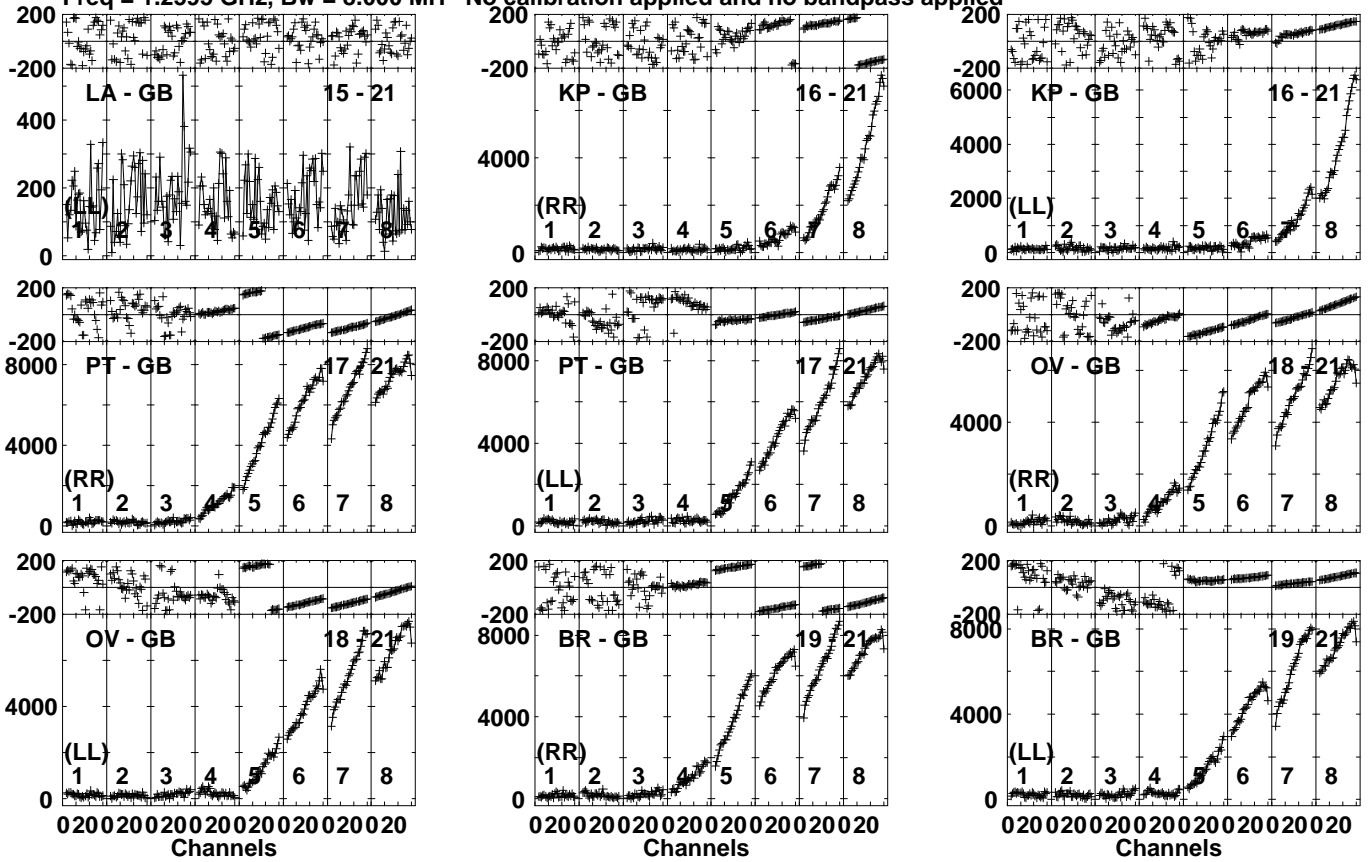 No calibration applied and no bandpass applied
200 200
-200 -200 -200
LA - GB 15 - 21 KP - GB 16 - 21 KP - GB 16 - 21
400 6000
4000 4000
200 2000
(LL) (RR) (LL)
1 2 3 4 5 6 7 8 1 2 3 4 5 6 7 8 1 2 3 4 5 6 7 8
0 0 0
200 200 200
-200 -200 -200
PT - GB 17 - 21 PT - GB 17 - 21 OV - GB 18 - 21
8000 8000
4000 4000 4000
(RR) (LL) (RR)
1 2 3 4 5 6 7 8 1 2 3 4 5 6 7 8 1 2 3 4 5 6 7 8
0 0 0
200 200 200
-200 -200 -200
OV - GB 18 - 21 BR - GB 19 - 21 BR - GB 19 - 21
8000 8000
4000 4000 4000
(LL) (RR) (LL)
1 2 3 4 5 6 7 8 1 2 3 4 5 6 7 8 1 2 3 4 5 6 7 8
0 0 0
0 20 0 20 0 20 0 20 0 20 0 20 0 20 0 20 0 20 0 20 0 20 0 20 0 20 0 20 0 20 0 20 0 20 0 20 0 20 0 20 0 20 0 20 0 20 0 20
Channels Channels Channels